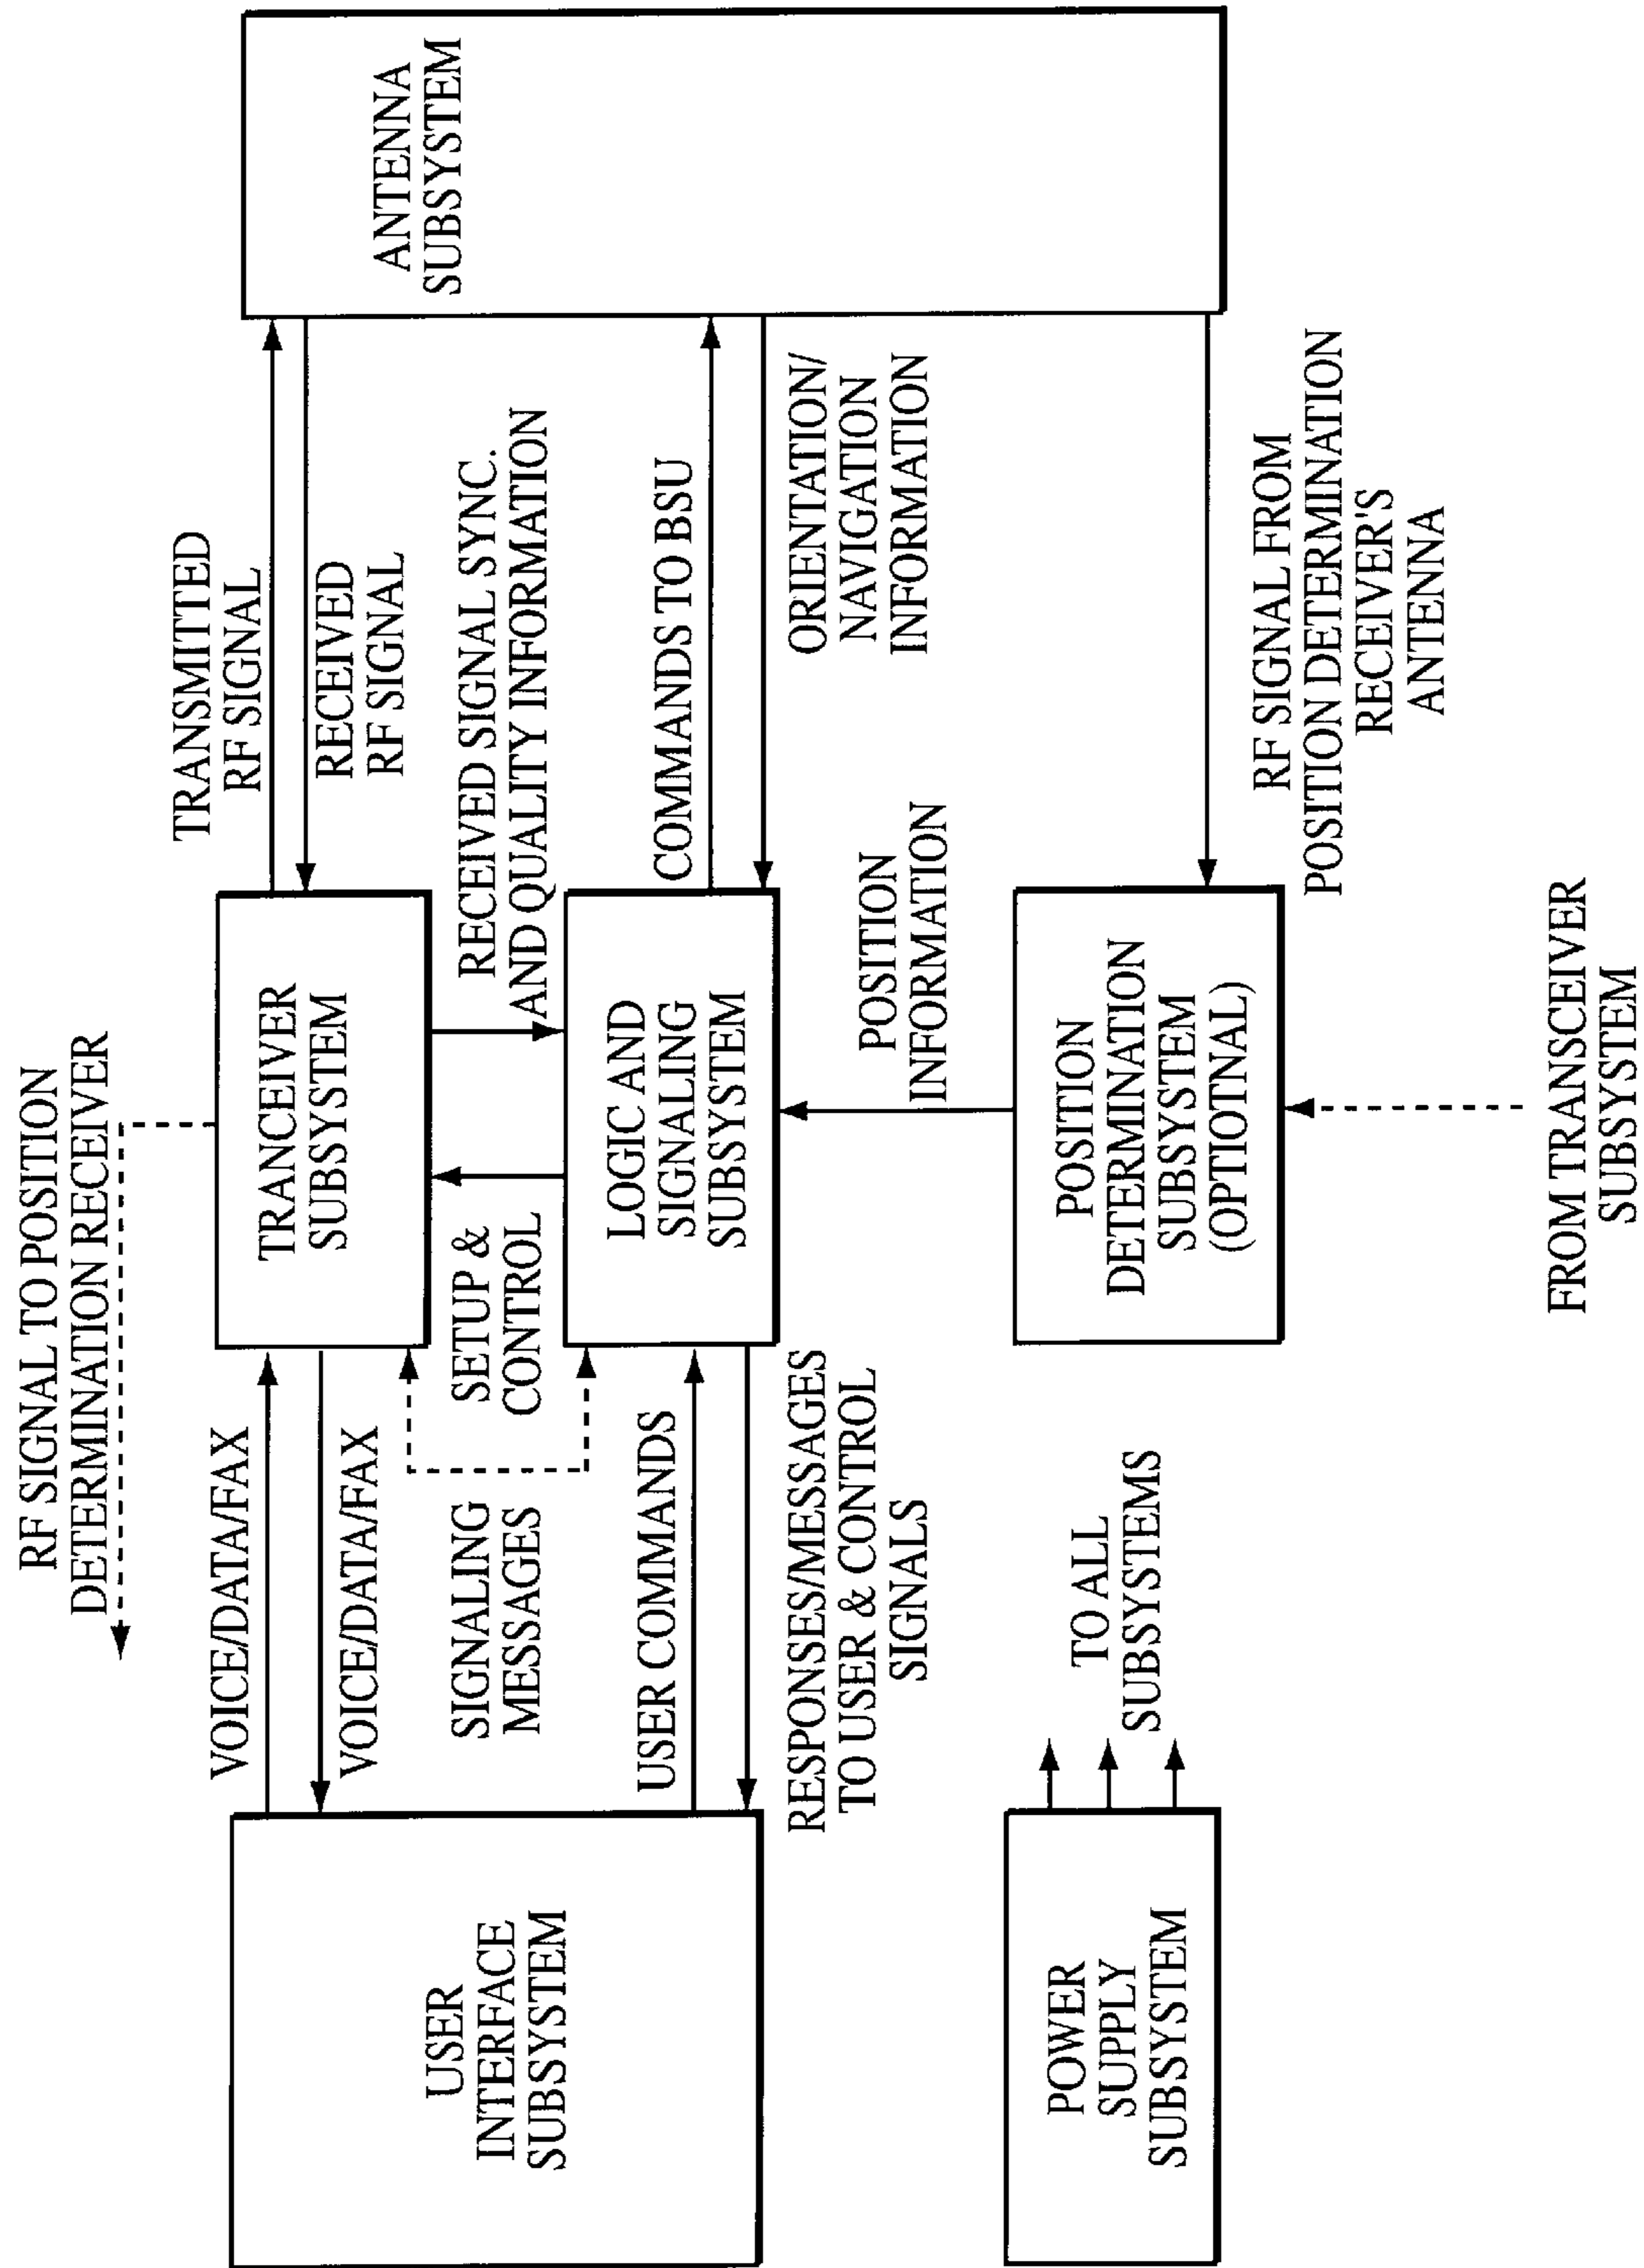 RF SIGNAL TO POSITION
DETERMINATION RECEIVER
VOICE/DATA/FAX
VOICE/DATA/FAX
TRANCEIVER
SUBSYSTEM
TRANSMITTED
RF SIGNAL
RECEIVED
RF SIGNAL
ANTENNA
SUBSYSTEM
USER
INTERFACE
SUBSYSTEM
SIGNALING
MESSAGES
SETUP &
CONTROL
RECEIVED SIGNAL SYNC.
AND QUALITY INFORMATION
USER COMMANDS
LOGIC AND
SIGNALING
SUBSYSTEM
COMMANDS TO BSU
RESPONSES/MESSAGES
TO USER & CONTROL
SIGNALS
ORIENTATION/
NAVIGATION
INFORMATION
POSITION
INFORMATION
POWER
SUPPLY
SUBSYSTEM
TO ALL
SUBSYSTEMS
POSITION
DETERMINATION
SUBSYSTEM
(OPTIOTNAL)
RF SIGNAL FROM
POSITION DETERMINATION
RECEIVER'S
ANTENNA
FROM TRANSCEIVER
SUBSYSTEM